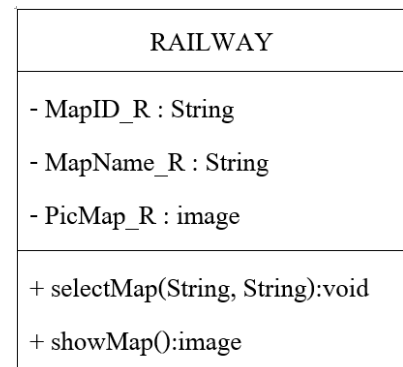 RAILWAY
- MapID_R : String
- MapName_R : String
- PicMap_R : image
+ selectMap(String, String):void
+ showMap():image